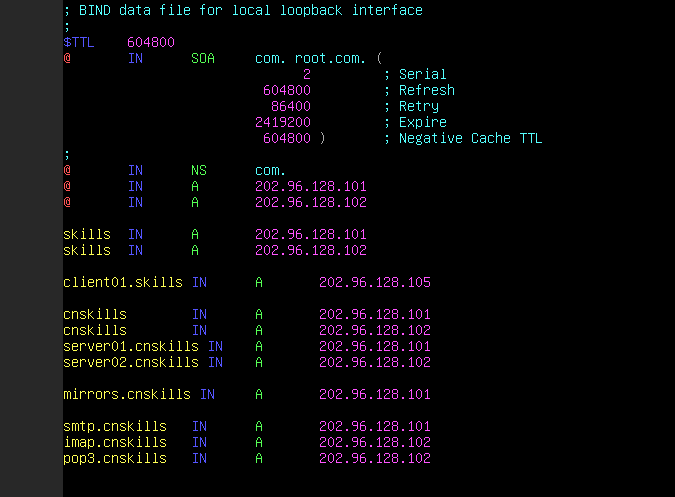 ; BIND data file for local loopback interface
;
$TTL    604800
@       IN      SOA     com. root.com. (
                              2         ; Serial
                         604800         ; Refresh
                          86400         ; Retry
                        2419200         ; Expire
                         604800 )       ; Negative Cache TTL
;
@       IN      NS      com.
@       IN      A       202.96.128.101
@       IN      A       202.96.128.102
skills  IN      A       202.96.128.101
skills  IN      A       202.96.128.102
client01.skills IN      A       202.96.128.105
cnskills        IN      A       202.96.128.101
cnskills        IN      A       202.96.128.102
server01.cnskills IN    A       202.96.128.101
server02.cnskills IN    A       202.96.128.102
mirrors.cnskills IN     A       202.96.128.101
smtp.cnskills   IN      A       202.96.128.101
imap.cnskills   IN      A       202.96.128.102
pop3.cnskills   IN      A       202.96.128.102